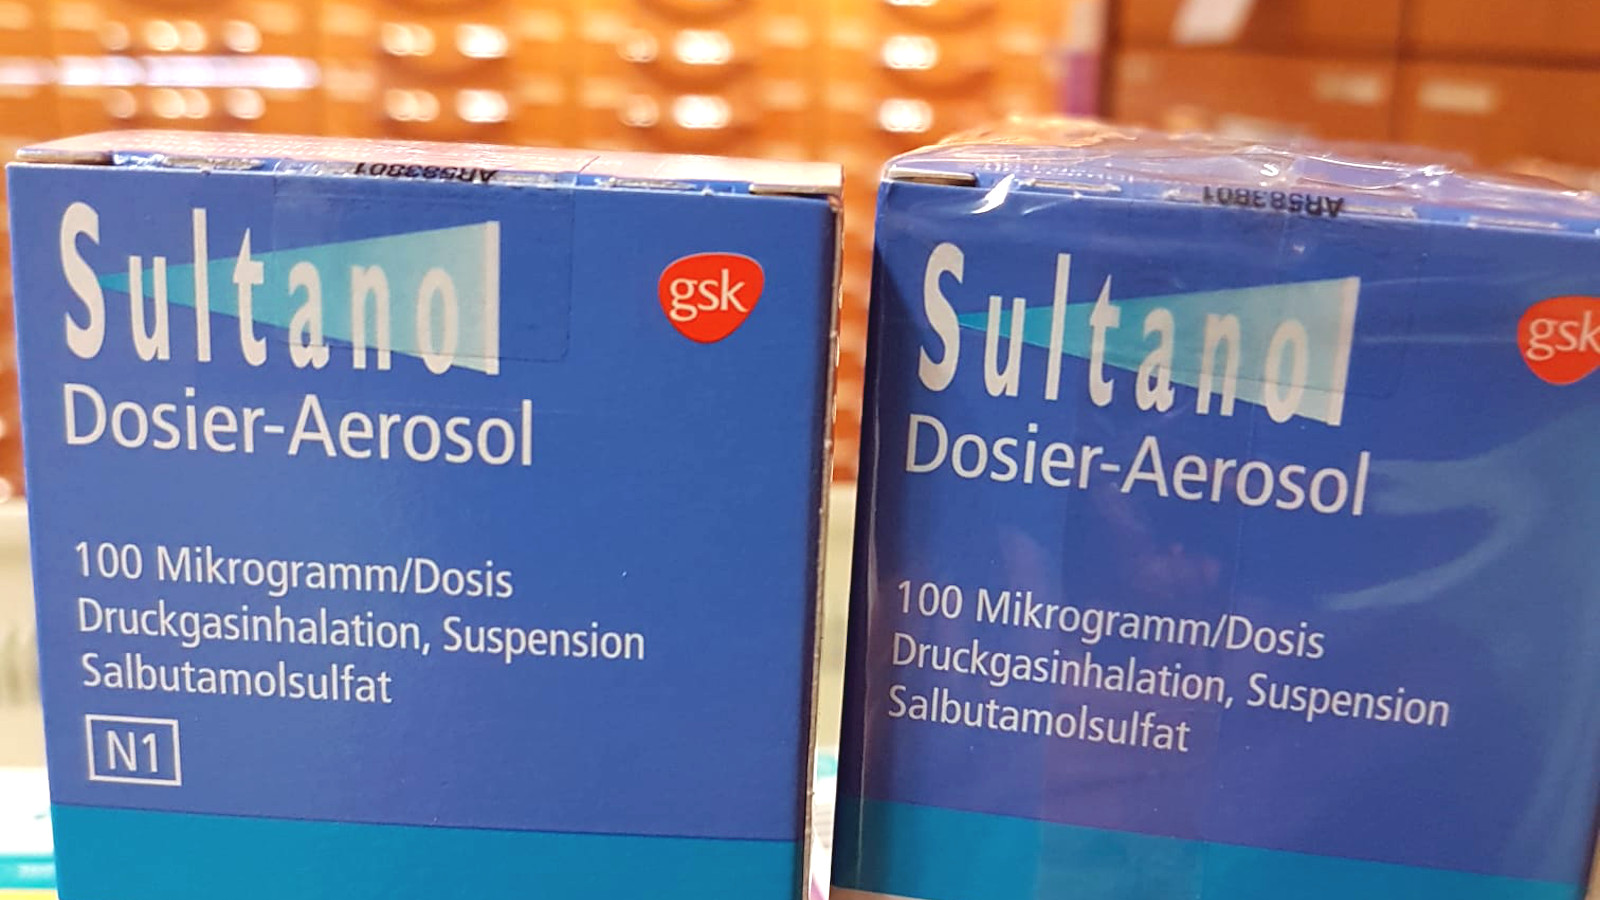 AR583801
Sultanol
gsk
Dosier-Aerosol
100 Mikrogramm/Dosis
Druckgasinhalation, Suspension
Salbutamolsulfat
N1
AR583801
Sultanol
gsk
Dosier-Aerosol
100 Mikrogramm/Dosis
Druckgasinhalation, Suspension
Salbutamolsulfat